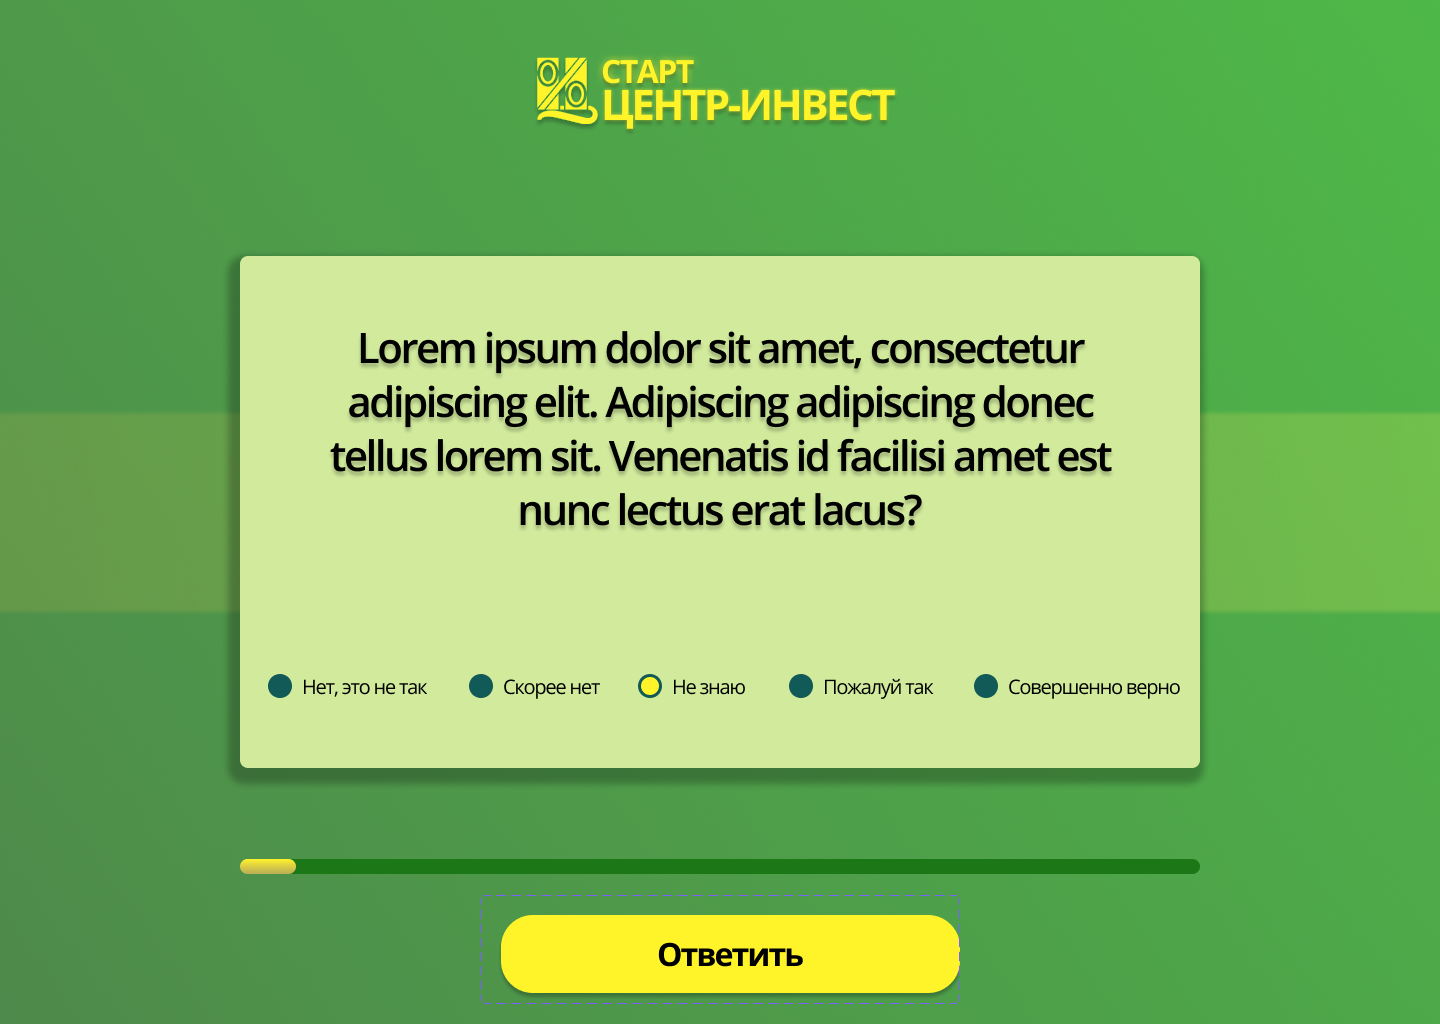 СТАРТ
ЦЕНТР-ИНВЕСТ
Lorem ipsum dolor sit amet, consectetur
adipiscing elit. Adipiscing adipiscing donec
tellus lorem sit. Venenatis id facilisi amet est
nunc lectus erat lacus?
Нет, это не так
Скорее нет
Не знаю
Пожалуй так
Совершенно верно
Ответить